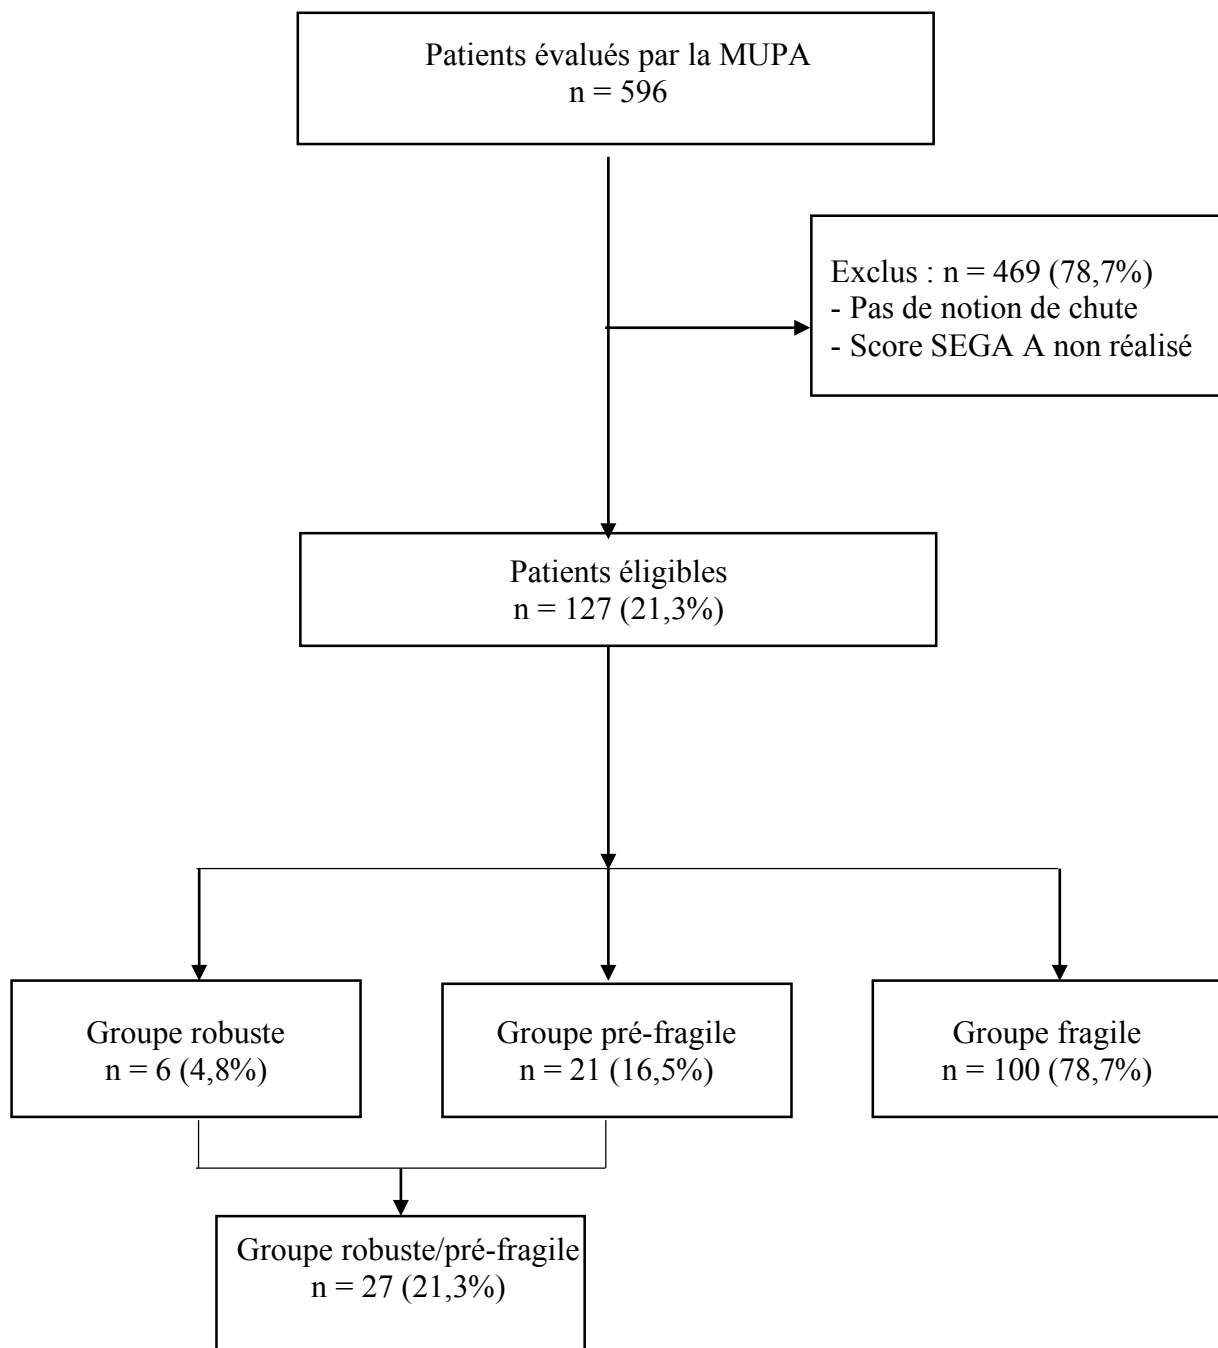 Patients évalués par la MUPA
n = 596
Exclus : n = 469 (78,7%)
- Pas de notion de chute
- Score SEGA A non réalisé
Patients éligibles
n = 127 (21,3%)
Groupe robuste
n = 6 (4,8%)
Groupe pré-fragile
n = 21 (16,5%)
Groupe fragile
n = 100 (78,7%)
Groupe robuste/pré-fragile
n = 27 (21,3%)